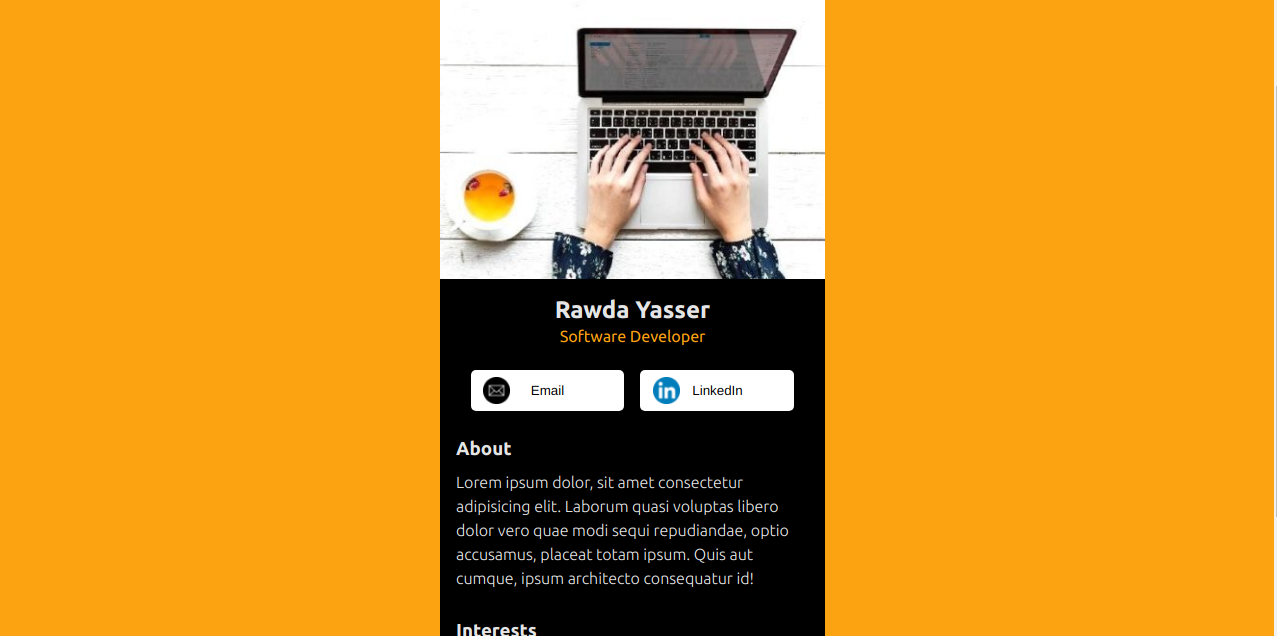 Rawda Yasser
Software Developer
Email
in LinkedIn
About
Lorem ipsum dolor, sit amet consectetur
adipisicing elit. Laborum quasi voluptas libero
dolor vero quae modi sequi repudiandae, optio
accusamus, placeat totam ipsum. Quis aut
cumque, ipsum architecto consequatur id!
Interests